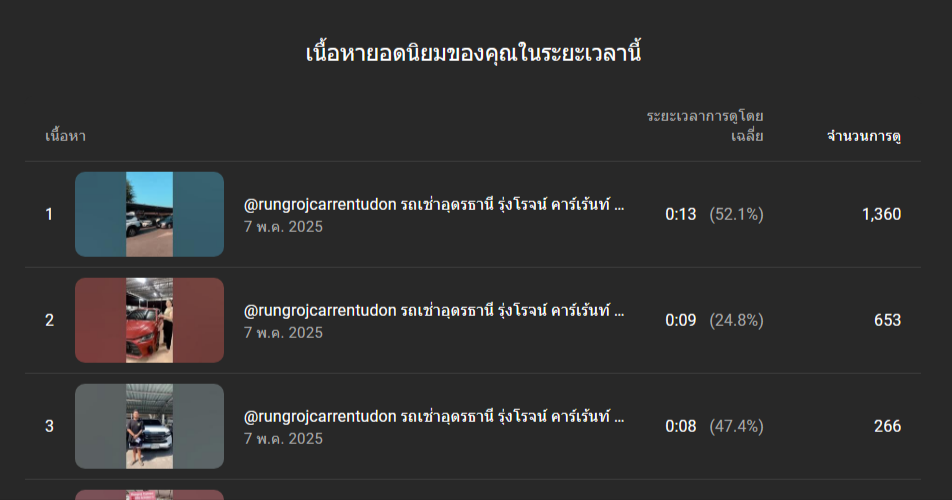 เนื้อหายอดนิยมของคุณในระยะเวลานี้
เนื้อหา
ระยะเวลาการดูโดยเฉลี่ย
จำนวนการดู
1
@rungrojcarrentudon รถเช่าอุดรธานี รุ่งโรจน์ คาร์เร้นท์ ...
7 พ.ค. 2025
0:13 (52.1%)
1,360
2
@rungrojcarrentudon รถเช่าอุดรธานี รุ่งโรจน์ คาร์เร้นท์ ...
7 พ.ค. 2025
0:09 (24.8%)
653
3
@rungrojcarrentudon รถเช่าอุดรธานี รุ่งโรจน์ คาร์เร้นท์ ...
7 พ.ค. 2025
0:08 (47.4%)
266